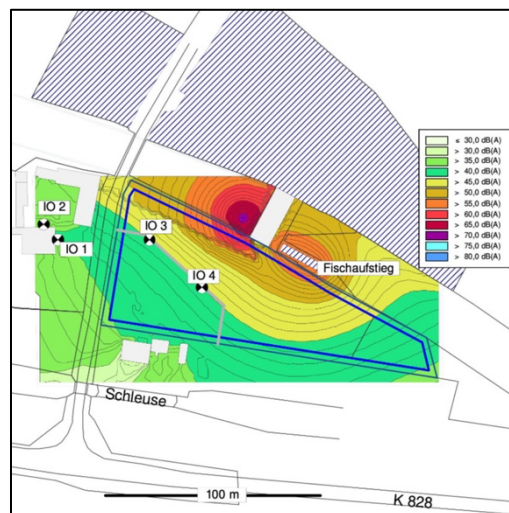 ≤ 30,0 dB(A)
> 30,0 dB(A)
> 35,0 dB(A)
> 40,0 dB(A)
> 45,0 dB(A)
> 50,0 dB(A)
> 55,0 dB(A)
> 60,0 dB(A)
> 65,0 dB(A)
> 70,0 dB(A)
> 75,0 dB(A)
> 80,0 dB(A)
IO 2
IO 1
IO 3
Fischaufstieg
IO 4
Schleuse
100 m
K 828